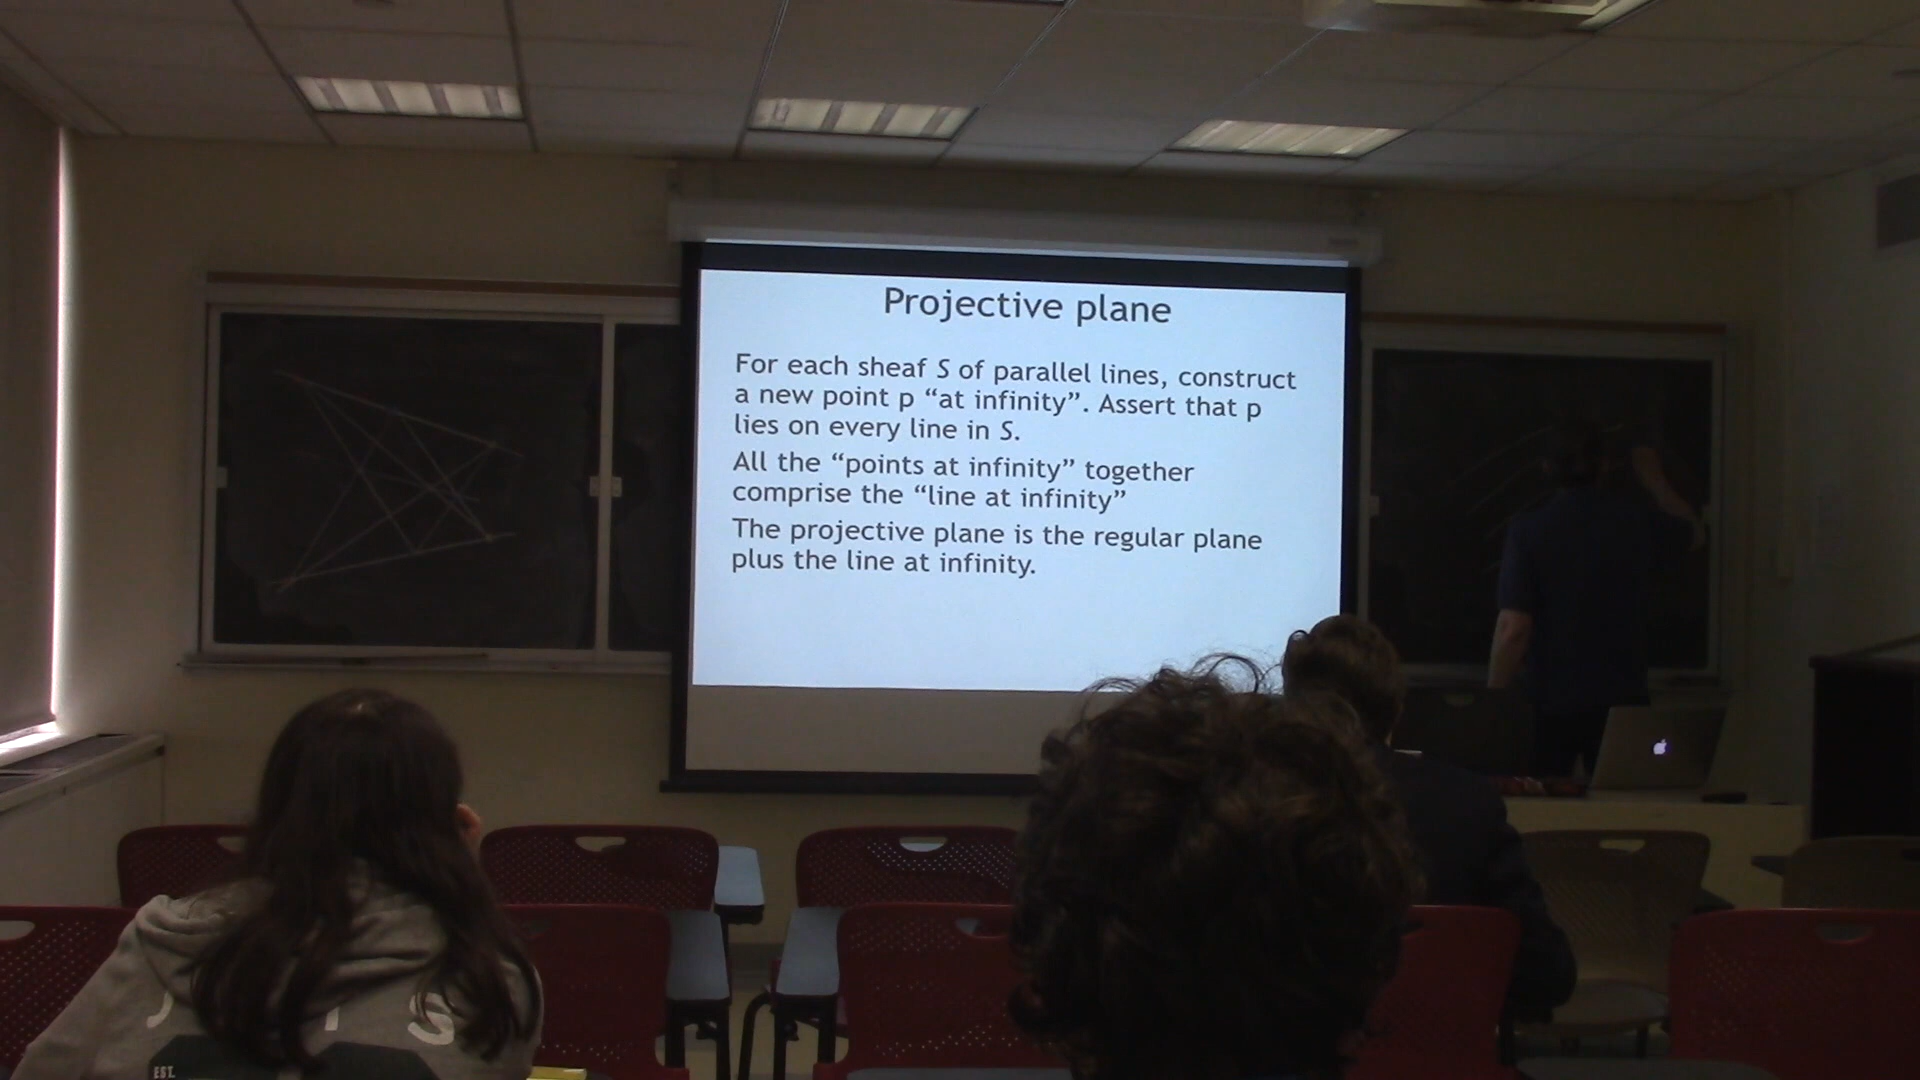 Projective plane
For each sheaf S of parallel lines, construct
a new point p “at infinity”. Assert that p
lies on every line in S.
All the “points at infinity” together
comprise the “line at infinity”
The projective plane is the regular plane
plus the line at infinity.
EST.